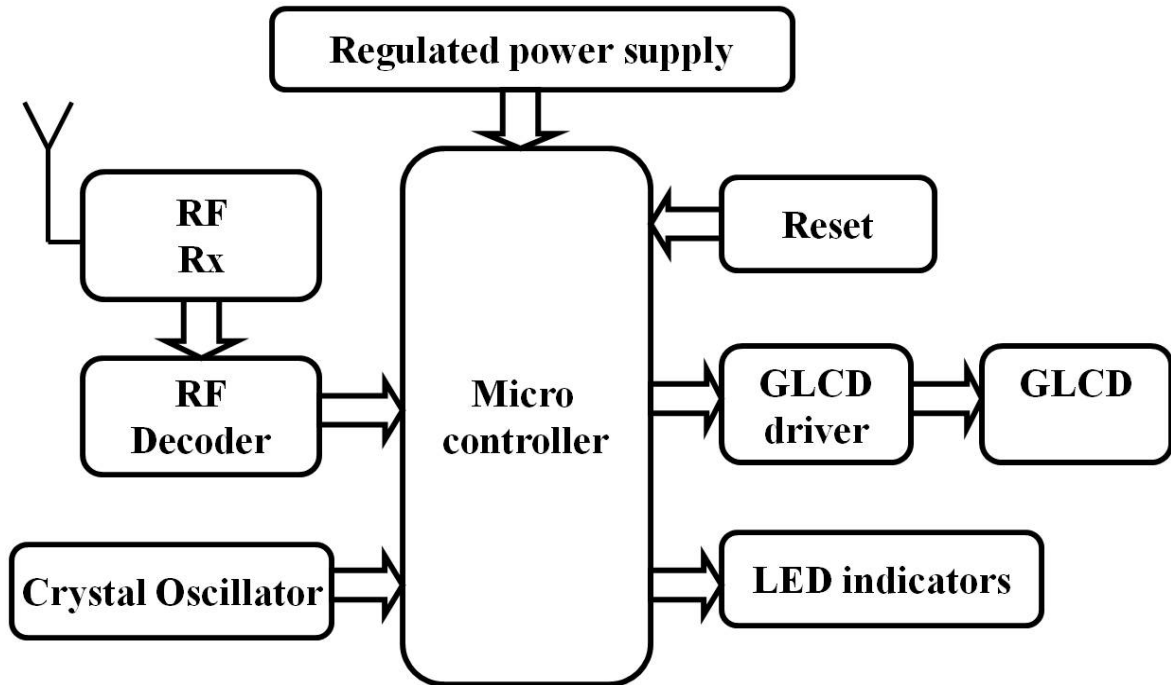 Regulated power supply
RF
Rx
Reset
RF
Decoder
Micro
controller
GLCD
driver
GLCD
Crystal Oscillator
LED indicators